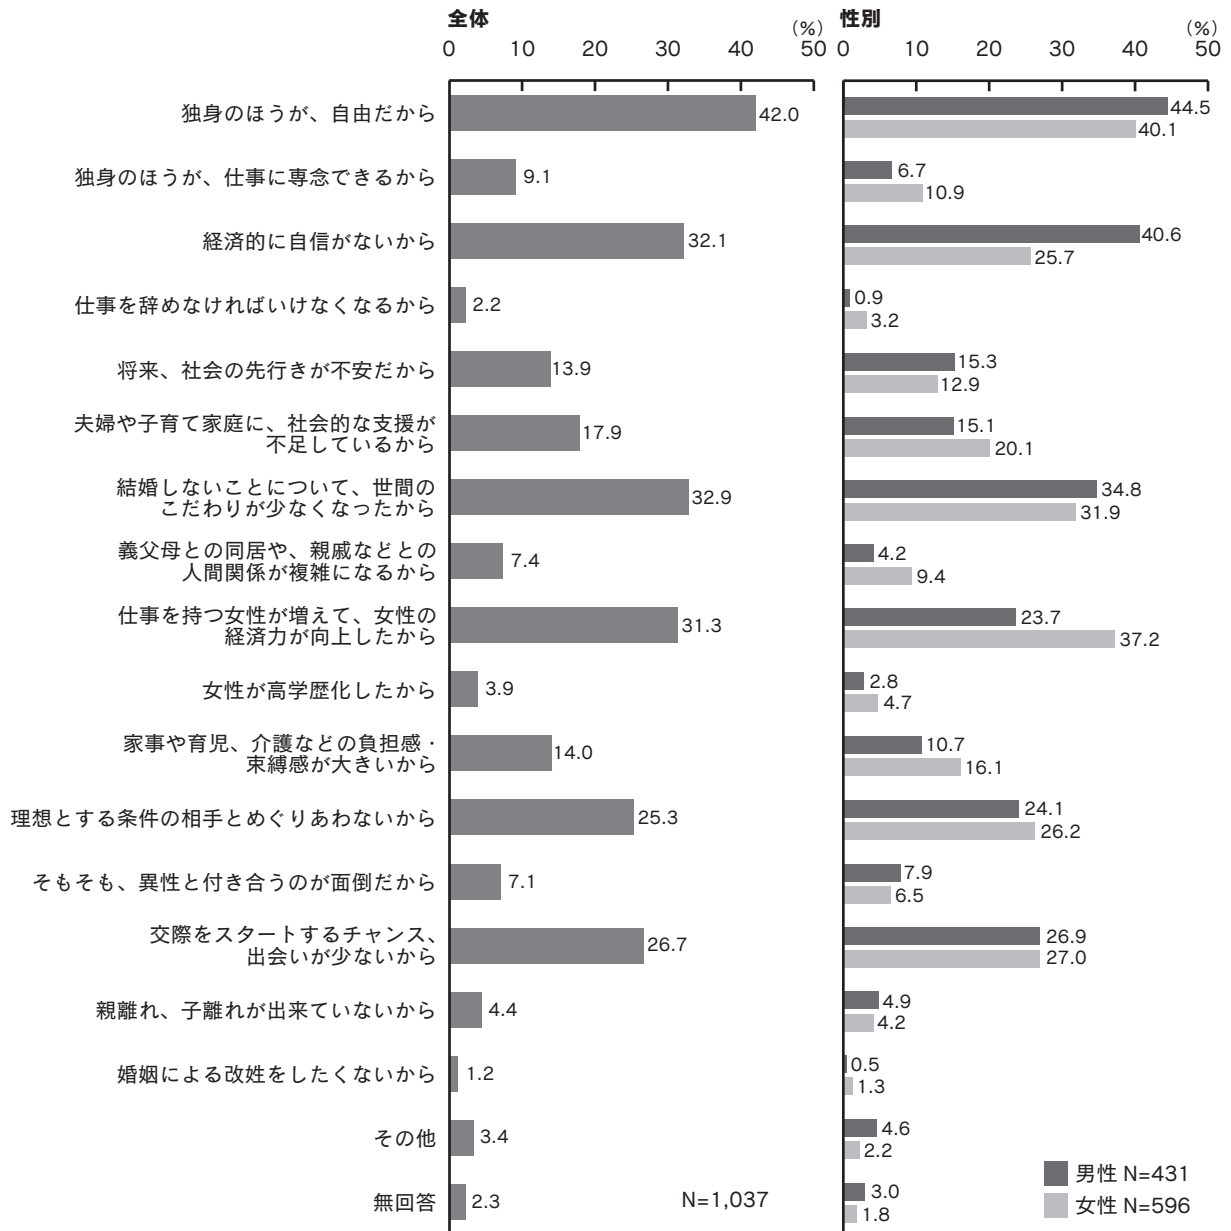 全体
性別
(%)
(%)
0 10 20 30 40 50
0 10 20 30 40 50
独身のほうが、自由だから 42.0 44.5
40.1
独身のほうが、仕事に専念できるから 9.1 6.7
10.9
経済的に自信がないから 32.1 40.6
25.7
仕事を辞めなければいけなくなるから 2.2 0.9
3.2
将来、社会の先行きが不安だから 13.9 15.3
12.9
夫婦や子育て家庭に、社会的な支援が
不足しているから 17.9 15.1
20.1
結婚しないことについて、世間の
こだわりが少なくなったから 32.9 34.8
31.9
義父母との同居や、親戚などとの
人間関係が複雑になるから 7.4 4.2
9.4
仕事を持つ女性が増えて、女性の
経済力が向上したから 31.3 23.7
37.2
女性が高学歴化したから 3.9 2.8
4.7
家事や育児、介護などの負担感・
束縛感が大きいから 14.0 10.7
16.1
理想とする条件の相手とめぐりあわないから 25.3 24.1
26.2
そもそも、異性と付き合うのが面倒だから 7.1 7.9
6.5
交際をスタートするチャンス、
出会いが少ないから 26.7 26.9
27.0
親離れ、子離れが出来ていないから 4.4 4.9
4.2
婚姻による改姓をしたくないから 1.2 0.5
1.3
その他 3.4 4.6
2.2
無回答 2.3 3.0
1.8
N=1,037
男性 N=431
女性 N=596